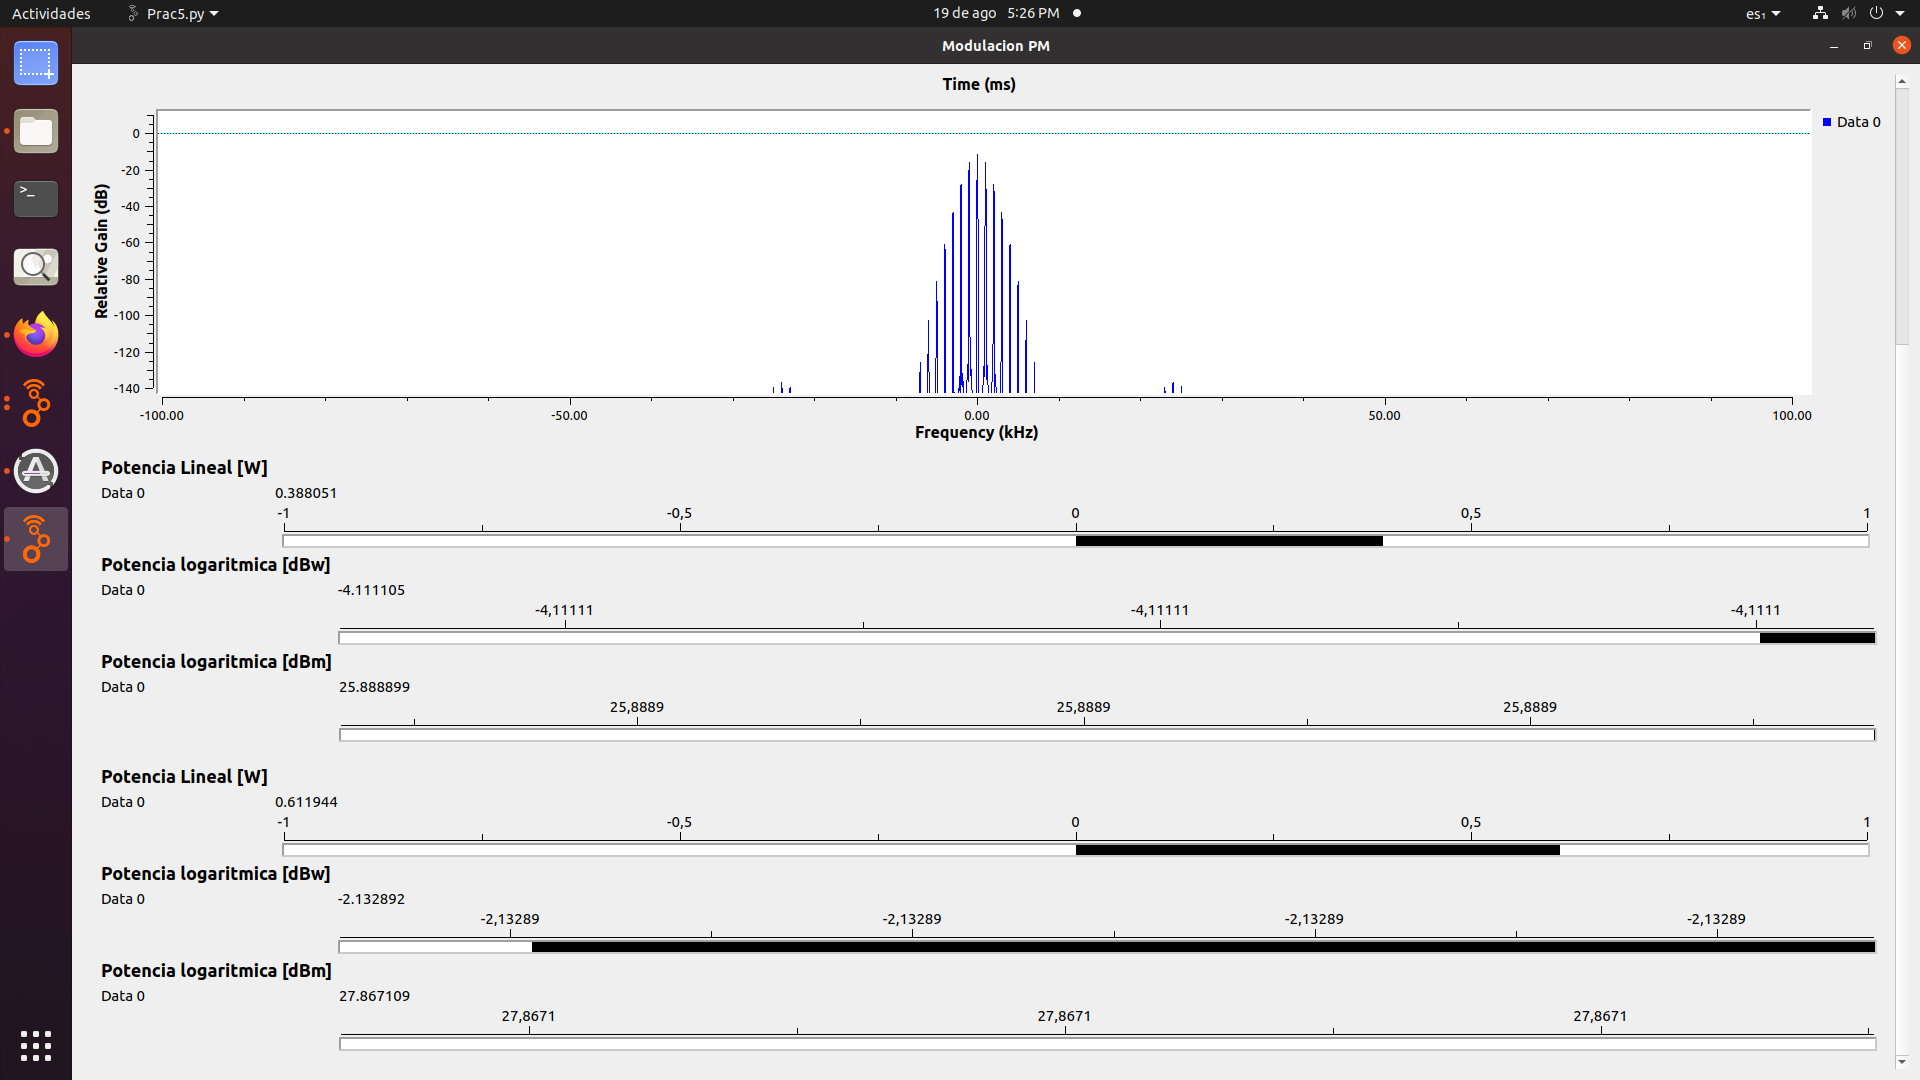 Actividades Prac5.py 19 de ago 5:26 PM es₁
Modulacion PM
Time (ms)
Data 0
Relative Gain (dB)
0
-20
-40
-60
-80
-100
-120
-140
-100.00 -50.00 0.00 50.00 100.00
Frequency (kHz)
Potencia Lineal [W]
Data 0 0.388051
-1 -0,5 0 0,5 1
Potencia logaritmica [dBw]
Data 0 -4.111105
-4,11111 -4,11111 -4,1111
Potencia logaritmica [dBm]
Data 0 25.888899
25,8889 25,8889 25,8889
Potencia Lineal [W]
Data 0 0.611944
-1 -0,5 0 0,5 1
Potencia logaritmica [dBw]
Data 0 -2.132892
-2,13289 -2,13289 -2,13289 -2,13289
Potencia logaritmica [dBm]
Data 0 27.867109
27,8671 27,8671 27,8671